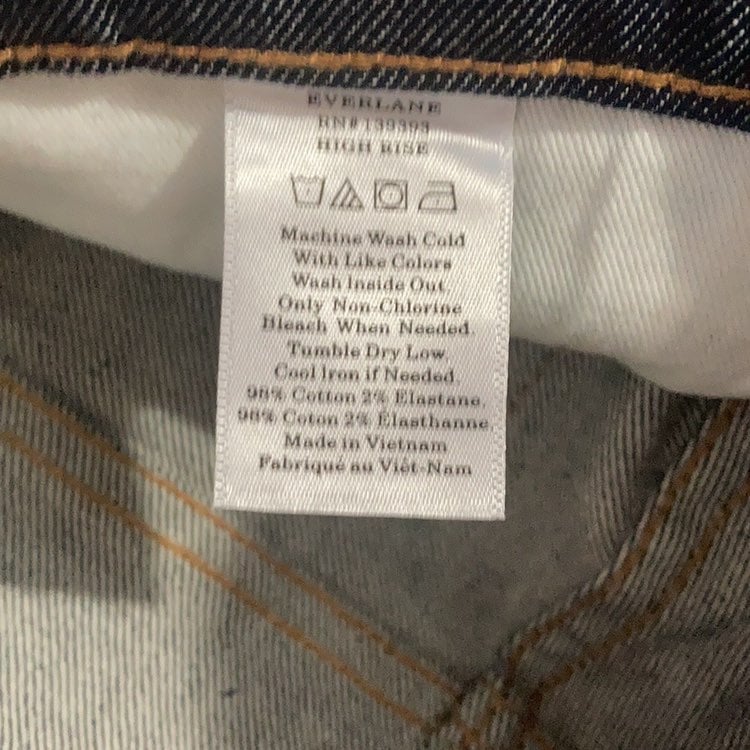 EVERLANE
RN# 139393
HIGH RISE
Machine Wash Cold
With Like Colors
Wash Inside Out.
Only Non-Chlorine
Bleach When Needed.
Tumble Dry Low.
Cool Iron if Needed.
98% Cotton 2% Elastane.
98% Coton 2% Élasthanne.
Made in Vietnam
Fabriqué au Viêt-Nam